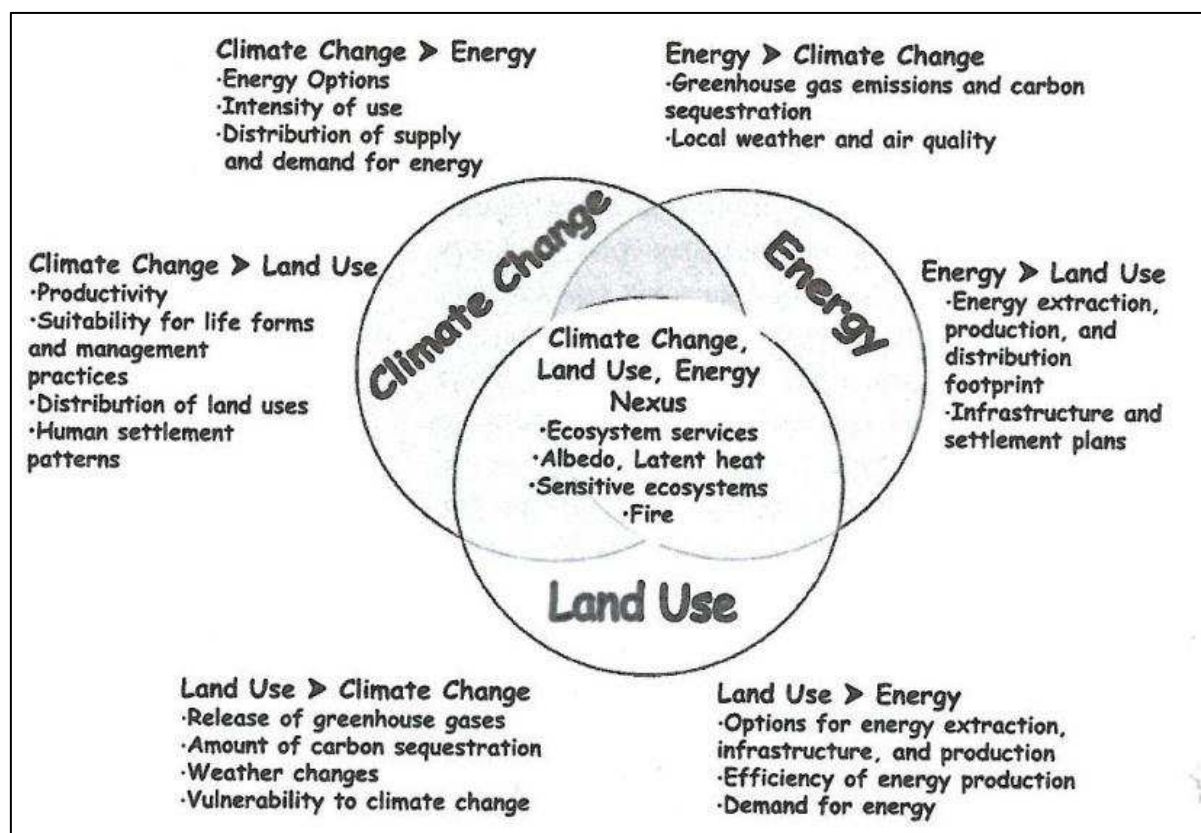 Climate Change ➤ Energy
·Energy Options
·Intensity of use
·Distribution of supply
and demand for energy
Energy ➤ Climate Change
·Greenhouse gas emissions and carbon
sequestration
·Local weather and air quality
Climate Change ➤ Land Use
·Productivity
·Suitability for life forms
and management
practices
·Distribution of land uses
·Human settlement
patterns
Climate Change
Energy
Energy ➤ Land Use
·Energy extraction,
production, and
distribution
footprint
·Infrastructure and
settlement plans
Climate Change,
Land Use, Energy
Nexus
·Ecosystem services
·Albedo, Latent heat
·Sensitive ecosystems
·Fire
Land Use
Land Use ➤ Climate Change
·Release of greenhouse gases
·Amount of carbon sequestration
·Weather changes
·Vulnerability to climate change
Land Use ➤ Energy
·Options for energy extraction,
infrastructure, and production
·Efficiency of energy production
·Demand for energy